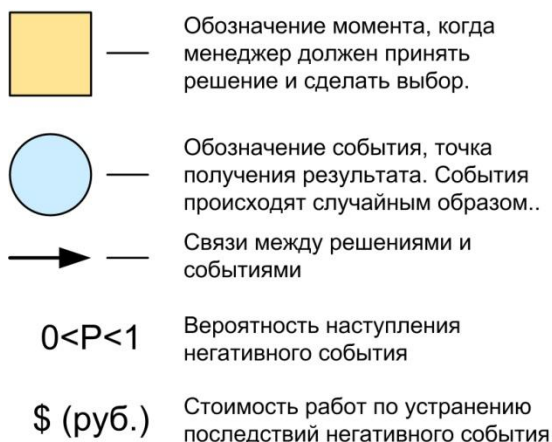 Обозначение момента, когда
менеджер должен принять
решение и сделать выбор.
Обозначение события, точка
получения результата. События
происходят случайным образом..
Связи между решениями и
событиями
0<P<1
Вероятность наступления
негативного события
$ (руб.)
Стоимость работ по устранению
последствий негативного события